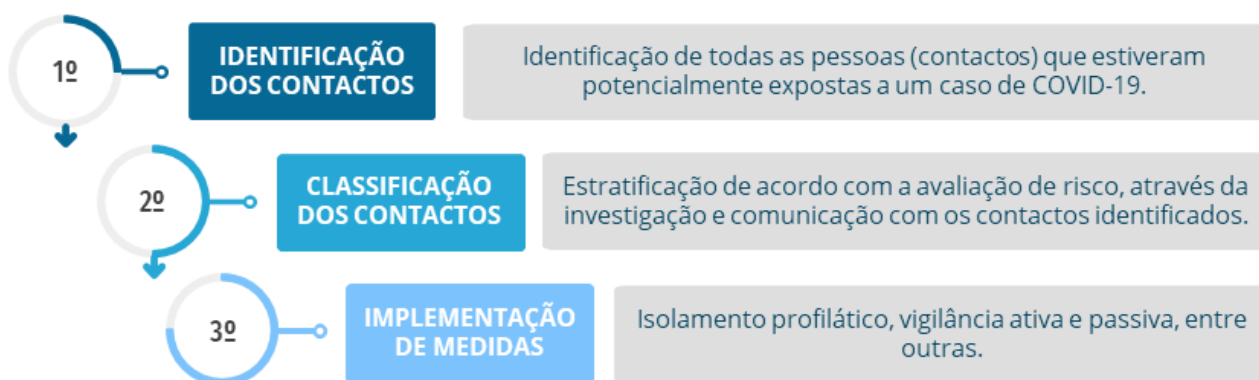 1º
IDENTIFICAÇÃO
DOS CONTACTOS
Identificação de todas as pessoas (contactos) que estiveram
potencialmente expostas a um caso de COVID-19.
2º
CLASSIFICAÇÃO
DOS CONTACTOS
Estratificação de acordo com a avaliação de risco, através da
investigação e comunicação com os contactos identificados.
3º
IMPLEMENTAÇÃO
DE MEDIDAS
Isolamento profilático, vigilância ativa e passiva, entre
outras.